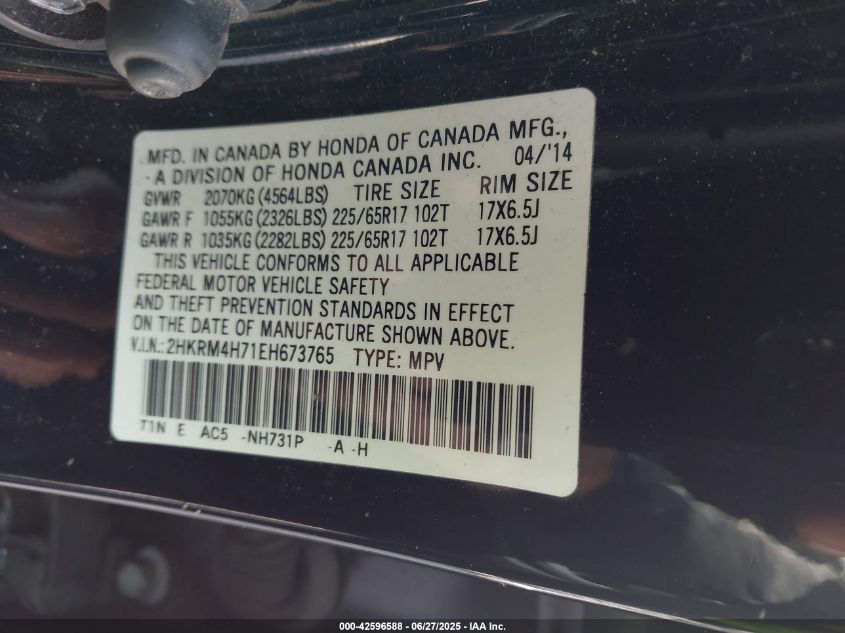 MFD. IN CANADA BY HONDA OF CANADA MFG.,
A DIVISION OF HONDA CANADA INC. 04/'14
GVWR 2070KG (4564LBS) TIRE SIZE RIM SIZE
GAWR F 1055KG (2326LBS) 225/65R17 102T 17X6.5J
GAWR R 1035KG (2282LBS) 225/65R17 102T 17X6.5J
THIS VEHICLE CONFORMS TO ALL APPLICABLE
FEDERAL MOTOR VEHICLE SAFETY
AND THEFT PREVENTION STANDARDS IN EFFECT
ON THE DATE OF MANUFACTURE SHOWN ABOVE.
V.I.N.: 2HKRM4H71EH673765 TYPE: MPV
T1N E AC5 -NH731P -A -H
000-42596588 - 06/27/2025 - IAA Inc.